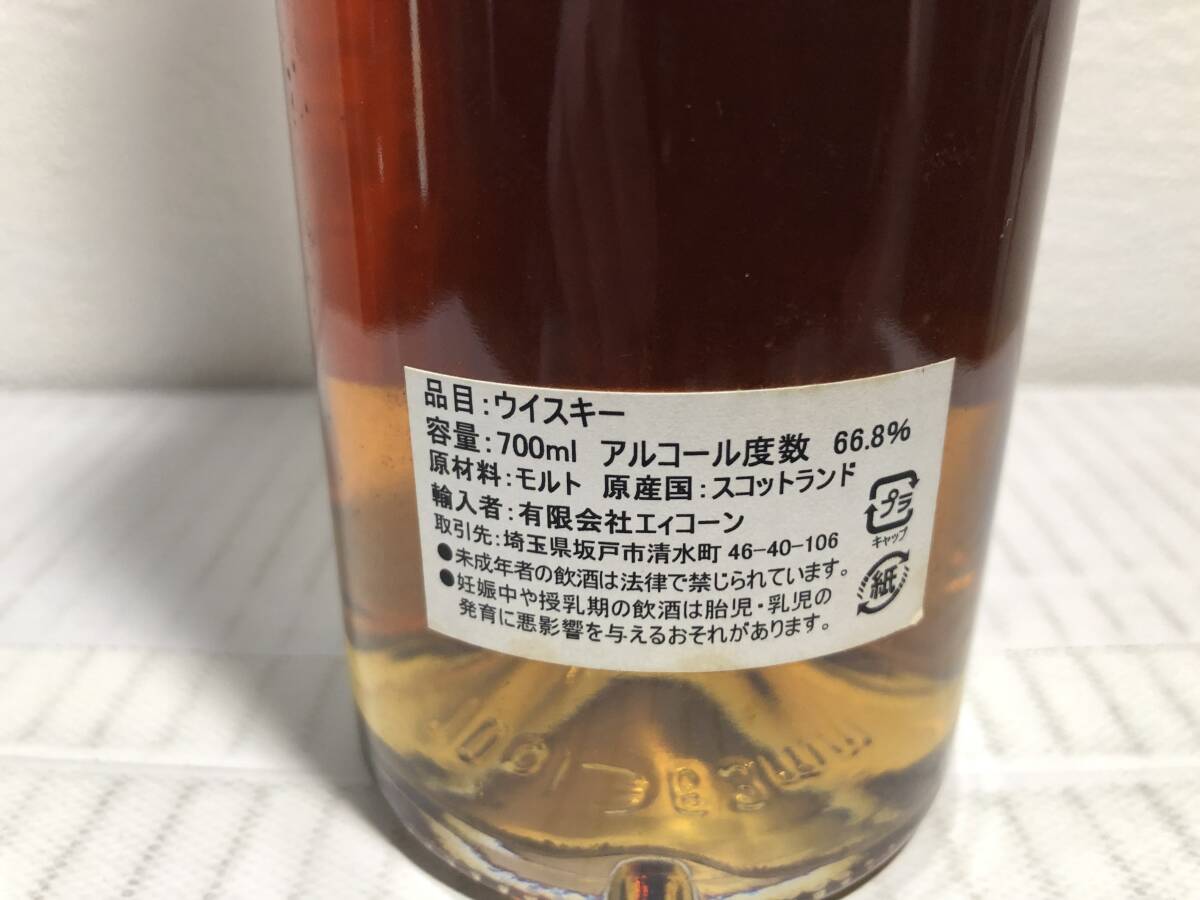 品目:ウイスキー
容量:700ml アルコール度数 66.8%
原材料:モルト 原産国:スコットランド
輸入者:有限会社エィコーン
取引先:埼玉県坂戸市清水町 46-40-106
●未成年者の飲酒は法律で禁じられています。
●妊娠中や授乳期の飲酒は胎児・乳児の
発育に悪影響を与えるおそれがあります。
プラ
キャップ
紙